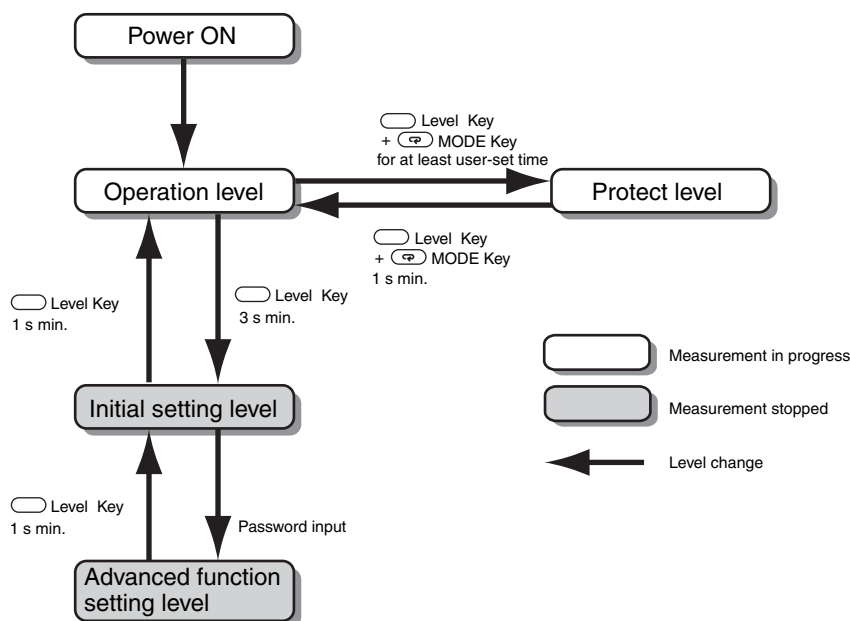 Power ON
Level Key
+ MODE Key
for at least user-set time
Operation level
Protect level
Level Key
+ MODE Key
1 s min.
Level Key
1 s min.
Level Key
3 s min.
Measurement in progress
Initial setting level
Measurement stopped
Level change
Level Key
1 s min.
Password input
Advanced function
setting level